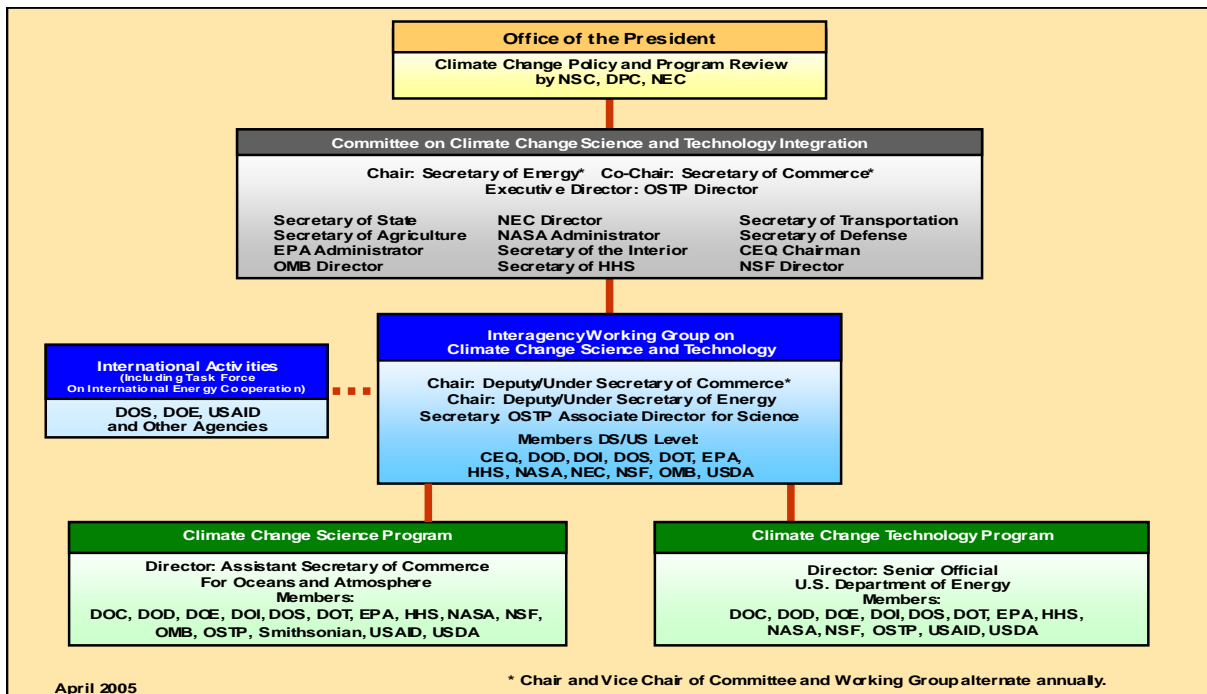 Office of the President
Climate Change Policy and Program Review
by NSC, DPC, NEC
Committee on Climate Change Science and Technology Integration
Chair: Secretary of Energy* Co-Chair: Secretary of Commerce*
Executive Director: OSTP Director
Secretary of State NEC Director Secretary of Transportation
Secretary of Agriculture NASA Administrator Secretary of Defense
EPA Administrator Secretary of the Interior CEQ Chairman
OMB Director Secretary of HHS NSF Director
Interagency Working Group on
Climate Change Science and Technology
Chair: Deputy/Under Secretary of Commerce*
Chair: Deputy/Under Secretary of Energy
Secretary: OSTP Associate Director for Science
Members DS/US Level:
CEQ, DOD, DOI, DOS, DOT, EPA,
HHS, NASA, NEC, NSF, OMB, USDA
International Activities
(Including Task Force
On International Energy Cooperation)
DOS, DOE, USAID
and Other Agencies
Climate Change Science Program
Director: Assistant Secretary of Commerce
For Oceans and Atmosphere
Members:
DOC, DOD, DOE, DOI, DOS, DOT, EPA, HHS, NASA, NSF,
OMB, OSTP, Smithsonian, USAID, USDA
Climate Change Technology Program
Director: Senior Official
U.S. Department of Energy
Members:
DOC, DOD, DOE, DOI, DOS, DOT, EPA, HHS,
NASA, NSF, OSTP, USAID, USDA
April 2005
* Chair and Vice Chair of Committee and Working Group alternate annually.